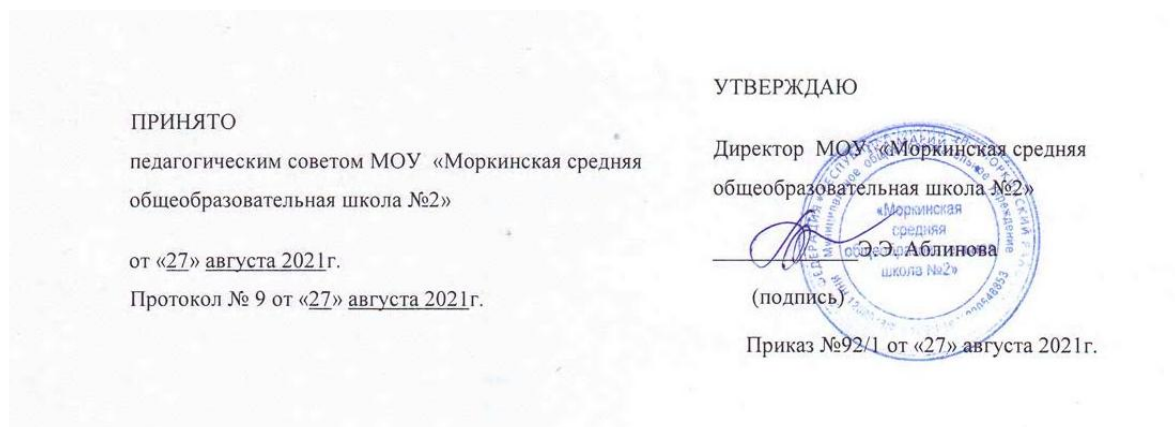 ПРИНЯТО
педагогическим советом МОУ «Моркинская средняя
общеобразовательная школа №2»
от «27» августа 2021г.
Протокол № 9 от «27» августа 2021г.
УТВЕРЖДАЮ
Директор МОУ «Моркинская средняя
общеобразовательная школа №2»
Э.Э. Аблинова
(подпись)
Приказ №92/1 от «27» августа 2021г.
«Моркинская
средняя
школа №2»